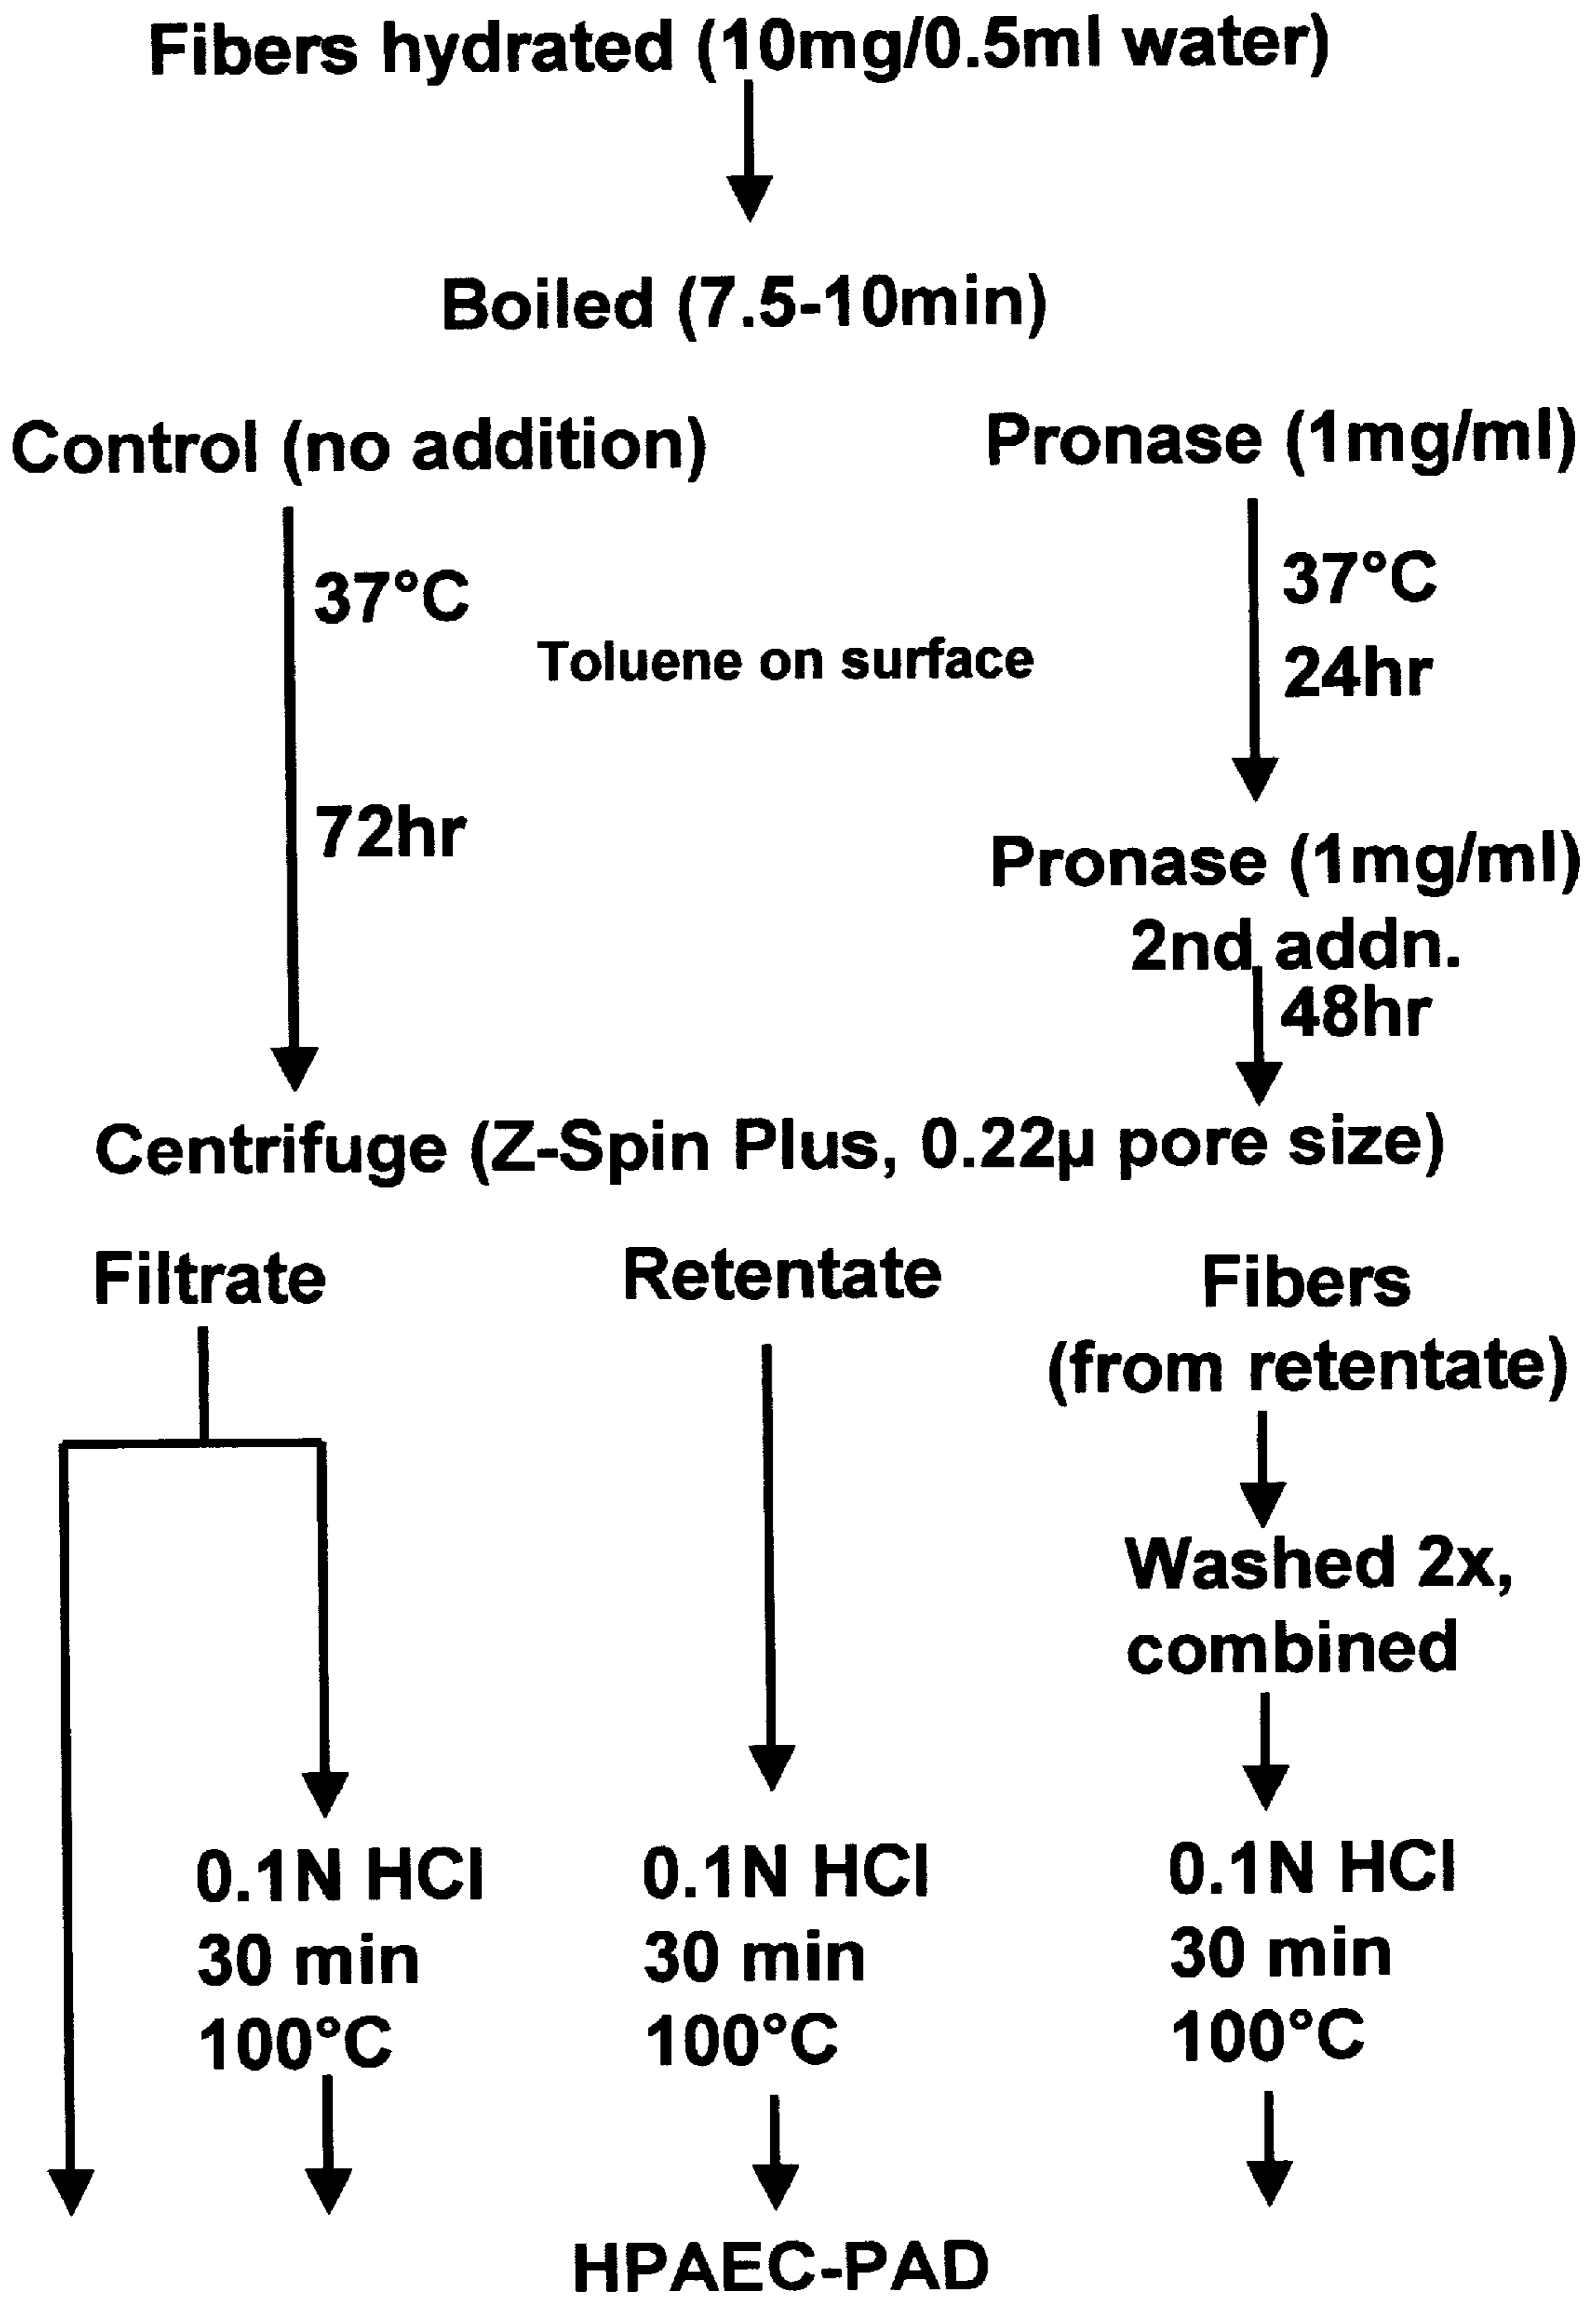 Fibers hydrated (10mg/0.5ml water)
Boiled (7.5-10min)
Control (no addition)
Pronase (1mg/ml)
37°C
37°C
Toluene on surface
24hr
72hr
Pronase (1mg/ml)
2nd addn.
48hr
Centrifuge (Z-Spin Plus, 0.22µ pore size)
Filtrate
Retentate
Fibers
(from retentate)
Washed 2x,
combined
0.1N HCl
30 min
100°C
0.1N HCl
30 min
100°C
0.1N HCl
30 min
100°C
HPAEC-PAD